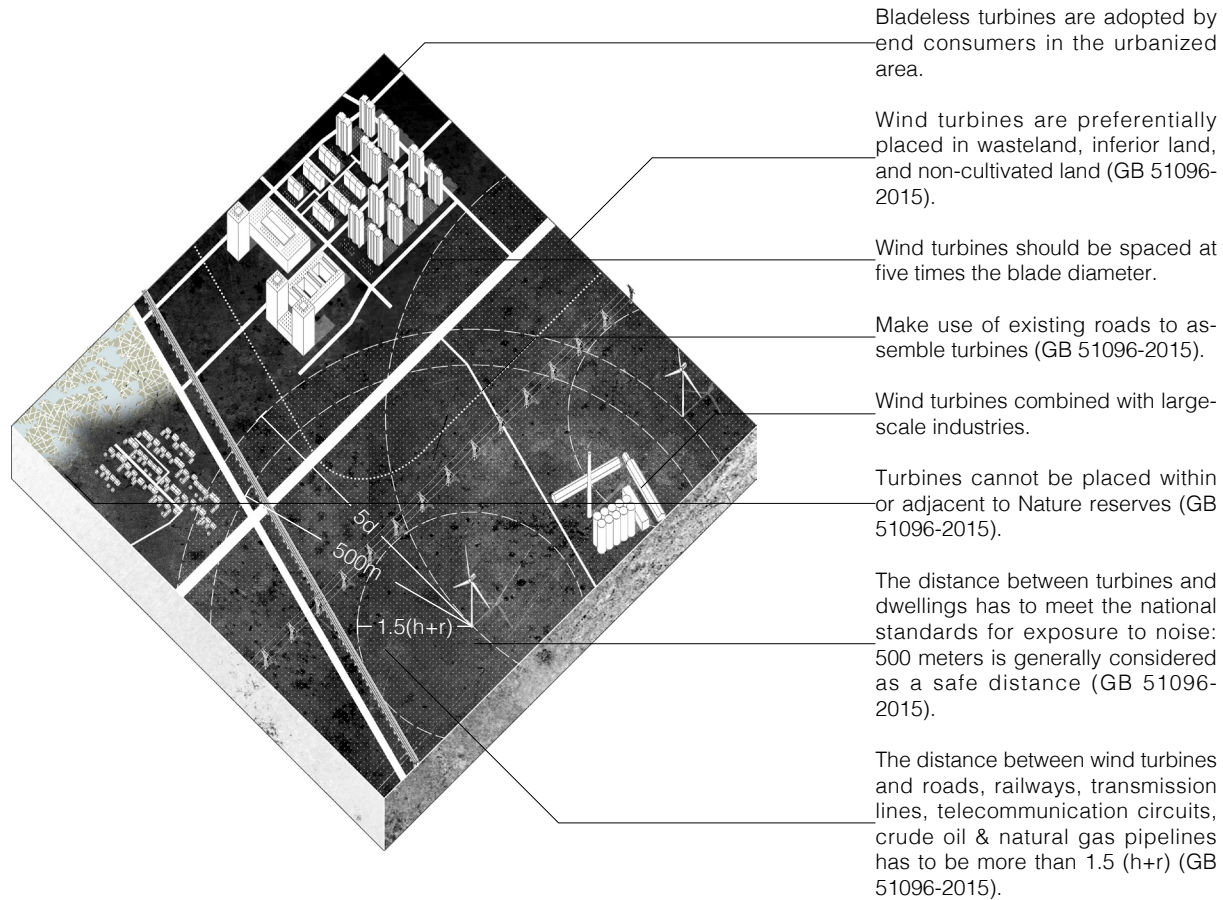 Bladeless turbines are adopted by
end consumers in the urbanized
area.
Wind turbines are preferentially
placed in wasteland, inferior land,
and non-cultivated land (GB 51096-
2015).
Wind turbines should be spaced at
five times the blade diameter.
Make use of existing roads to as-
semble turbines (GB 51096-2015).
Wind turbines combined with large-
scale industries.
Turbines cannot be placed within
or adjacent to Nature reserves (GB
51096-2015).
The distance between turbines and
dwellings has to meet the national
standards for exposure to noise:
500 meters is generally considered
as a safe distance (GB 51096-
2015).
The distance between wind turbines
and roads, railways, transmission
lines, telecommunication circuits,
crude oil & natural gas pipelines
has to be more than 1.5 (h+r) (GB
51096-2015).
5d
500m
1.5(h+r)